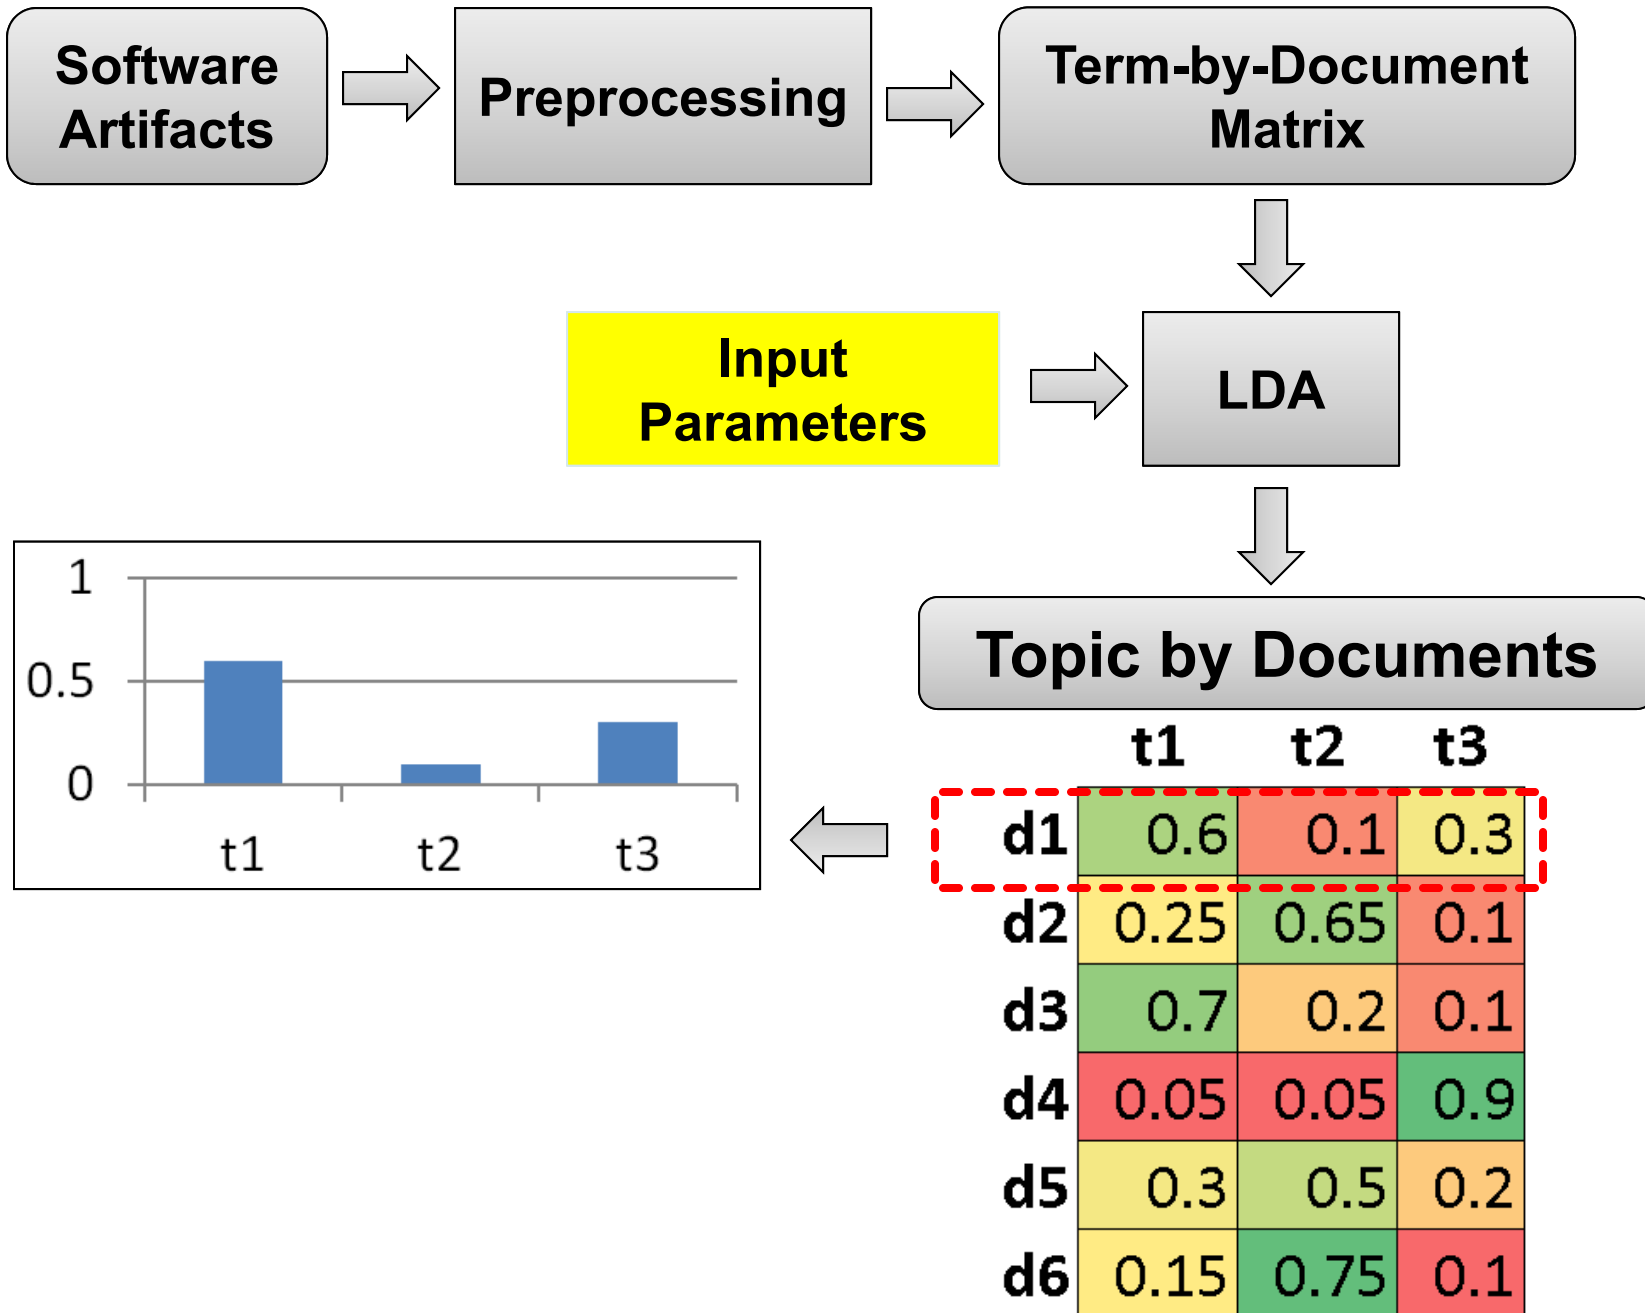 Software
Artifacts
Preprocessing
Term-by-Document
Matrix
Input
Parameters
LDA
1
0.5
0
t1 t2 t3
Topic by Documents
t1 t2 t3
d1 0.6 0.1 0.3
d2 0.25 0.65 0.1
d3 0.7 0.2 0.1
d4 0.05 0.05 0.9
d5 0.3 0.5 0.2
d6 0.15 0.75 0.1